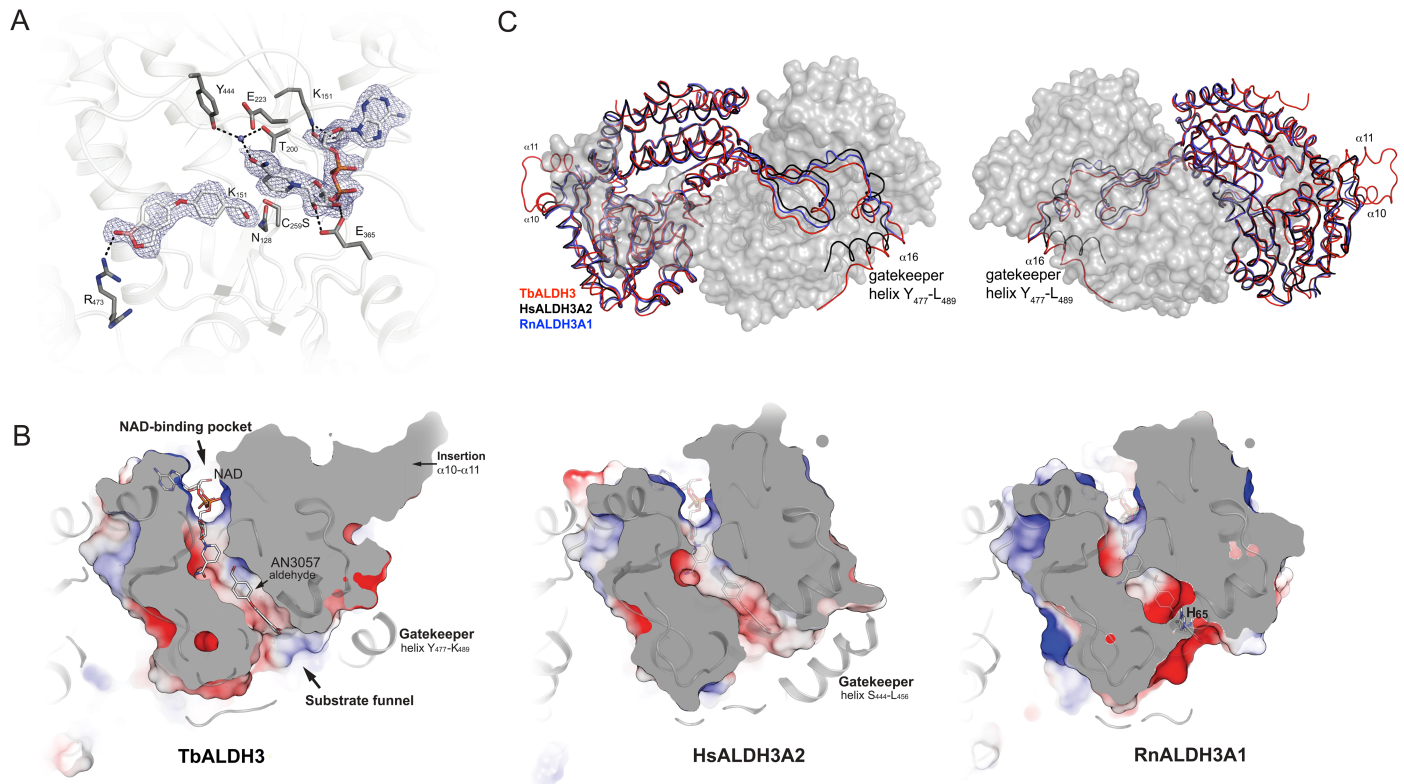 A
Y444
E223
K151
T200
K151
C259S
N128
E365
R473
C
α11
α10
α16
gatekeeper
helix Y477-L489
TbALDH3
HsALDH3A2
RnALDH3A1
α11
α10
α16
gatekeeper
helix Y477-L489
B
NAD-binding pocket
NAD
Insertion
α10-α11
AN3057
aldehyde
Gatekeeper
helix Y477-K489
Substrate funnel
TbALDH3
Gatekeeper
helix S444-L456
HsALDH3A2
H65
RnALDH3A1